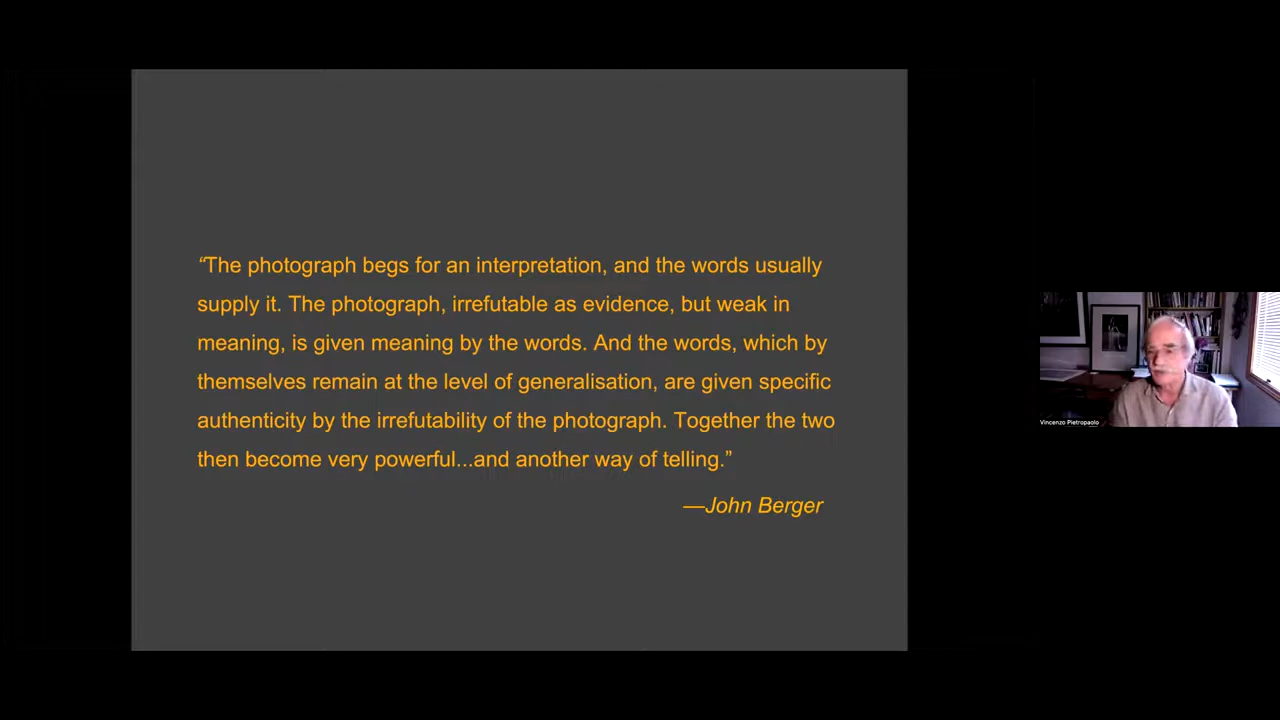 “The photograph begs for an interpretation, and the words usually
supply it. The photograph, irrefutable as evidence, but weak in
meaning, is given meaning by the words. And the words, which by
themselves remain at the level of generalisation, are given specific
authenticity by the irrefutability of the photograph. Together the two
then become very powerful...and another way of telling.”
—John Berger
Vincenzo Pietropaolo